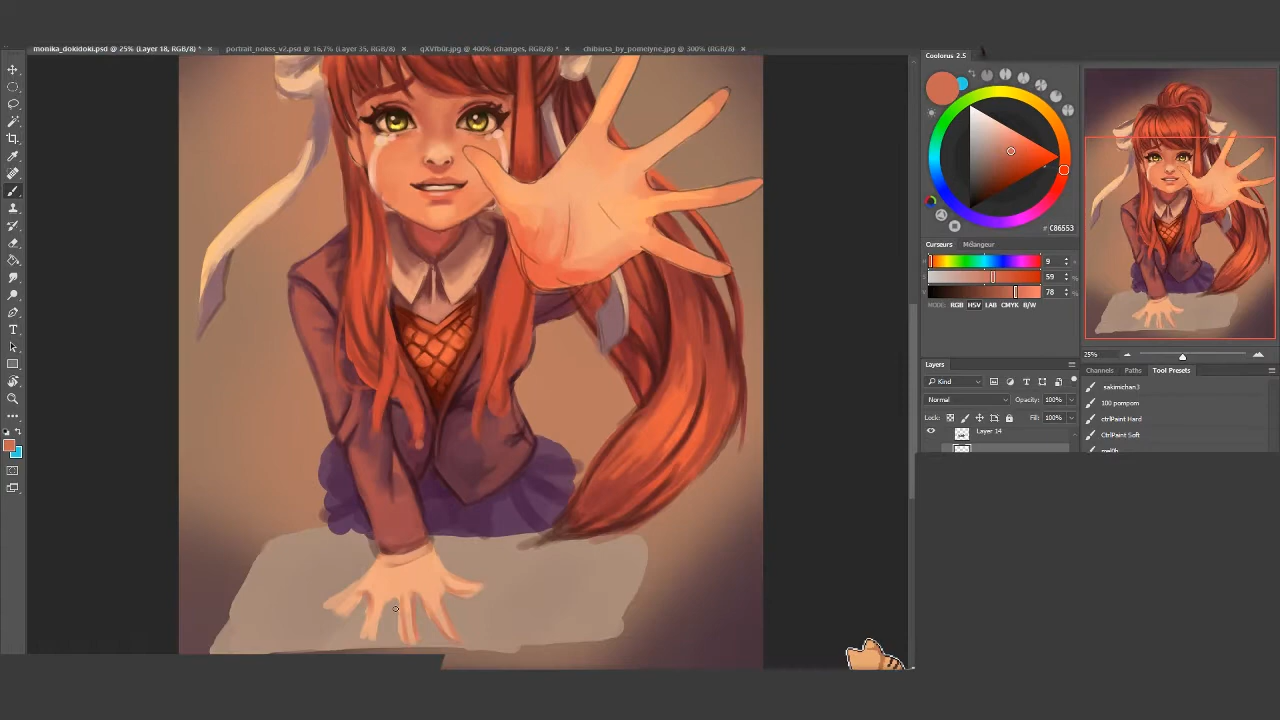 monika_dokidoki.psd @ 25% (Layer 18, RGB/8) * ×
portrait_nokss_v2.psd @ 16,7% (Layer 35, RGB/8) ×
@ 400% (changes, RGB/8) * ×
chibiusa_by_pomelyne.jpg @ 300% (RGB/8) ×
Coolorus 2.5
# C86553
Curseurs Mélangeur
H 9
S 59 %
V 78 %
MODE: RGB HSV LAB CMYK B/W
25%
Layers
Kind
Normal Opacity: 100%
Lock: Fill: 100%
Layer 14
Channels Paths Tool Presets
sakimichan3
100 pompom
ctrlPaint Hard
CtrlPaint Soft